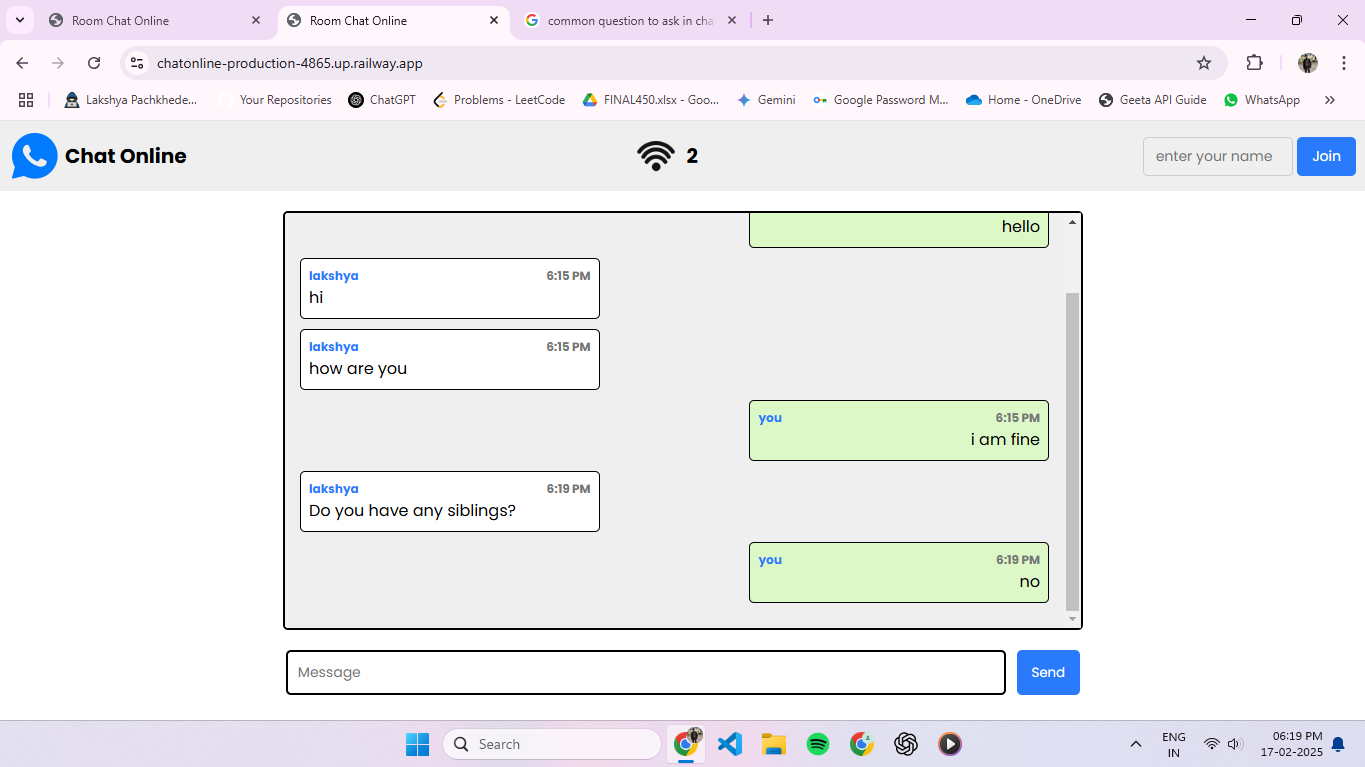 Room Chat Online
Room Chat Online
common question to ask in cha
chatonline-production-4865.up.railway.app
Lakshya Pachkhede...
Your Repositories
ChatGPT
Problems - LeetCode
FINAL450.xlsx - Goo...
Gemini
Google Password M...
Home - OneDrive
Geeta API Guide
WhatsApp
Chat Online
2
enter your name
Join
hello
lakshya 6:15 PM
hi
lakshya 6:15 PM
how are you
you 6:15 PM
i am fine
lakshya 6:19 PM
Do you have any siblings?
you 6:19 PM
no
Message
Send
Search
ENG
IN
06:19 PM
17-02-2025